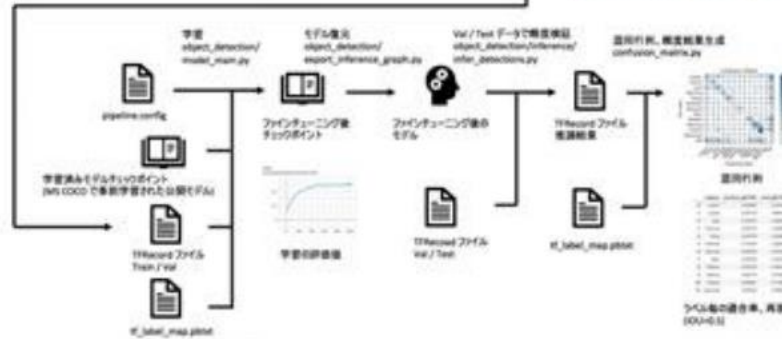 学習
object_detection/
model_main.py
モデル復元
object_detection/
export_inference_graph.py
Val / Test データで精度検証
object_detection/inference/
infer_detections.py
混同行列、精度結果生成
confusion_matrix.py
pipeline.config
ファインチューニング後
チェックポイント
ファインチューニング後の
モデル
TFRecord ファイル
推論結果
混同行列
学習済みモデルチェックポイント
(MS COCO で事前学習された公開モデル)
TFRecord ファイル
Train / Val
学習の評価値
TFRecord ファイル
Val / Test
tf_label_map.pbtxt
tf_label_map.pbtxt
ラベル毎の適合率、再
(IOU=0.5)